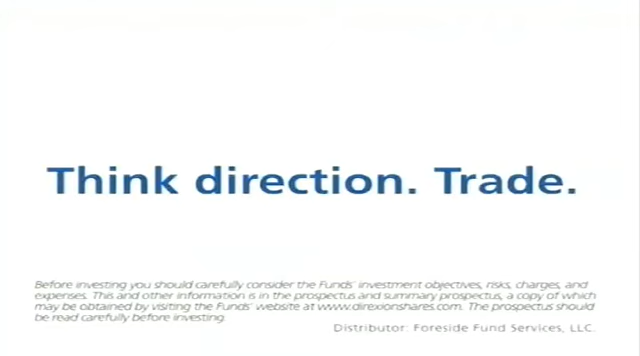 Think direction. Trade.
Before investing you should carefully consider the Funds' investment objectives, risks, charges, and
expenses. This and other information is in the prospectus and summary prospectus, a copy of which
may be obtained by visiting the Funds' website at www.direxionshares.com. The prospectus should
be read carefully before investing.
Distributor: Foreside Fund Services, LLC.